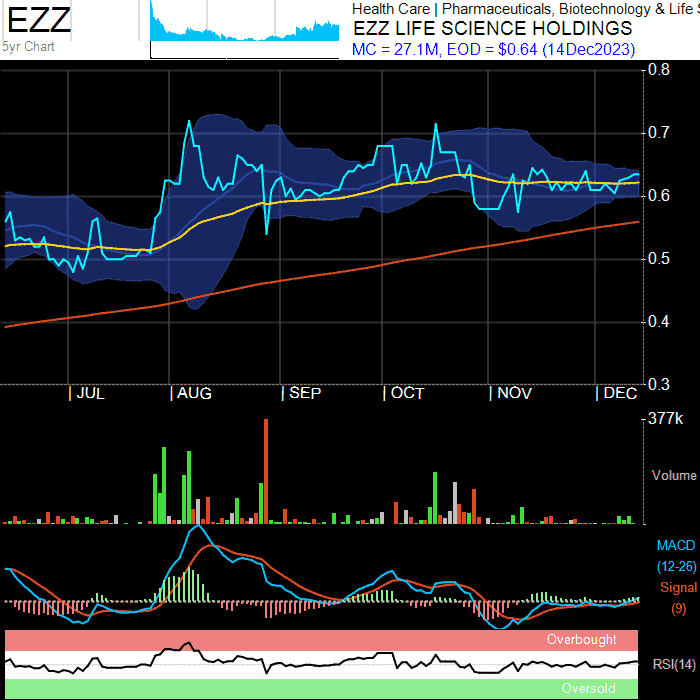 EZZ
5yr Chart
Health Care | Pharmaceuticals, Biotechnology & Life S
EZZ LIFE SCIENCE HOLDINGS
MC = 27.1M, EOD = $0.64 (14Dec2023)
0.8
0.7
0.6
0.5
0.4
0.3
JUL AUG SEP OCT NOV DEC
377k
Volume
MACD
(12-26)
Signal
(9)
Overbought
RSI(14)
Oversold